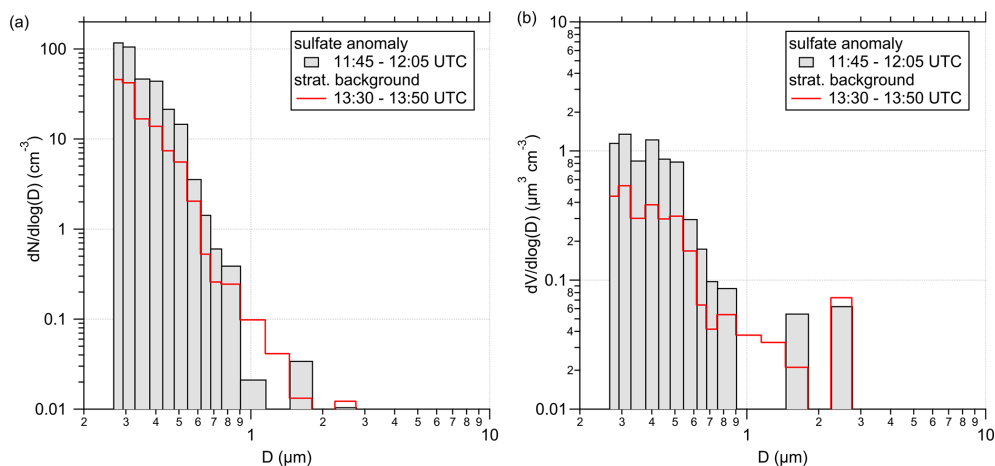 (a)
dN/dlog(D) (cm⁻³)
100
10
1
0.1
0.01
sulfate anomaly
11:45 - 12:05 UTC
strat. background
13:30 - 13:50 UTC
2 3 4 5 6 7 8 9 1 2 3 4 5 6 7 8 9 10
D (µm)
(b)
dV/dlog(D) (µm³ cm⁻³)
10
8
6
4
2
1
8
6
4
2
0.1
8
6
4
2
0.01
sulfate anomaly
11:45 - 12:05 UTC
strat. background
13:30 - 13:50 UTC
2 3 4 5 6 7 8 9 1 2 3 4 5 6 7 8 9 10
D (µm)